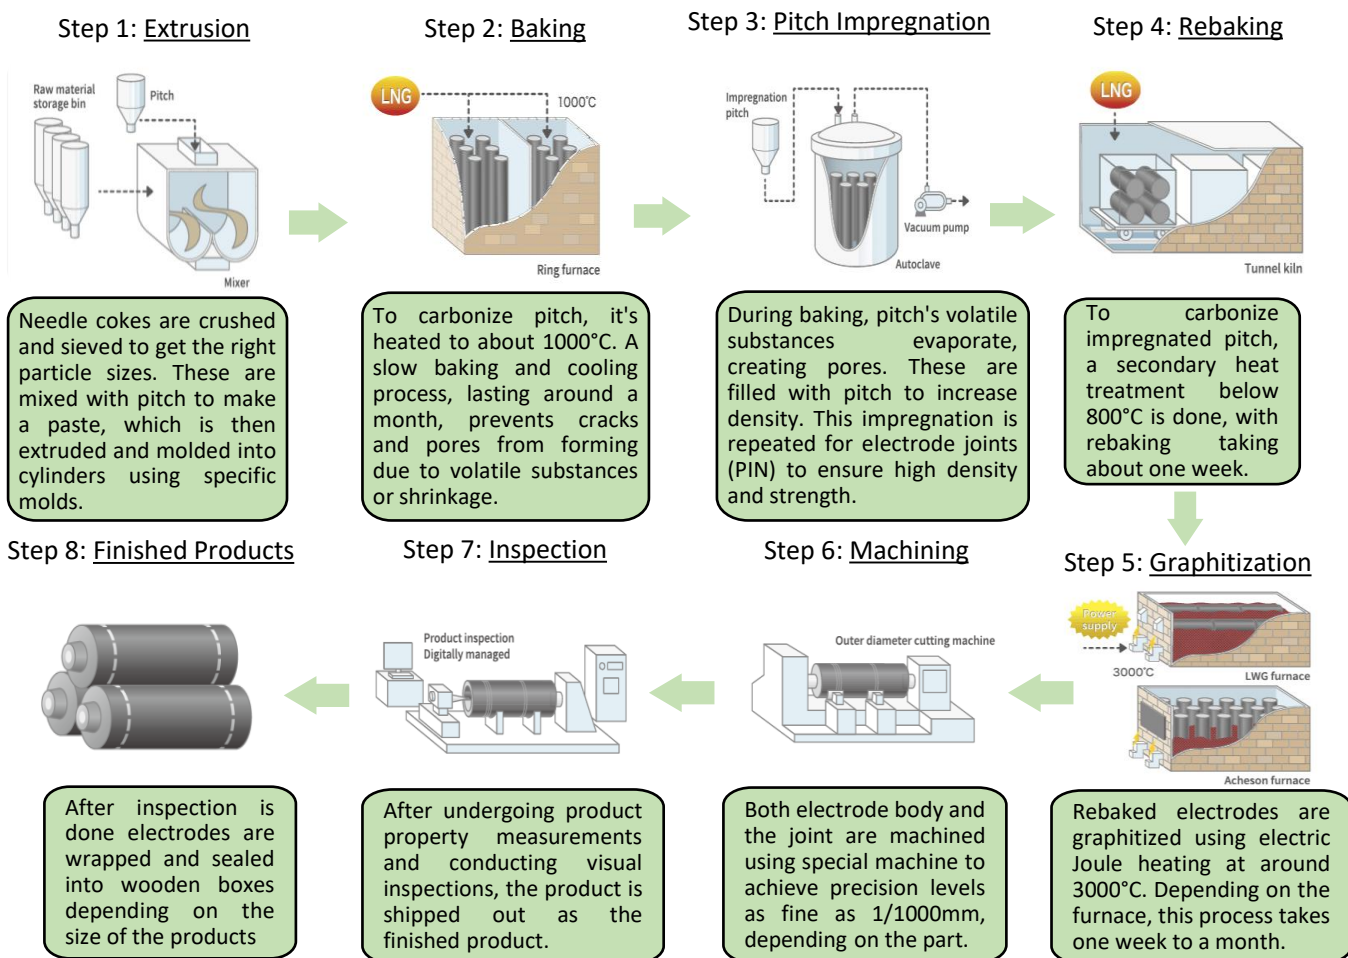 Step 1: Extrusion
Raw material
storage bin
Pitch
Mixer
Needle cokes are crushed
and sieved to get the right
particle sizes. These are
mixed with pitch to make
a paste, which is then
extruded and molded into
cylinders using specific
molds.
Step 2: Baking
LNG
1000℃
Ring furnace
To carbonize pitch, it's
heated to about 1000°C. A
slow baking and cooling
process, lasting around a
month, prevents cracks
and pores from forming
due to volatile substances
or shrinkage.
Step 3: Pitch Impregnation
Impregnation
pitch
Vacuum pump
Autoclave
During baking, pitch's volatile
substances evaporate,
creating pores. These are
filled with pitch to increase
density. This impregnation is
repeated for electrode joints
(PIN) to ensure high density
and strength.
Step 4: Rebaking
LNG
Tunnel kiln
To carbonize
impregnated pitch,
a secondary heat
treatment below
800°C is done, with
rebaking taking
about one week.
Step 5: Graphitization
Power
supply
3000℃
LWG furnace
Acheson furnace
Rebaked electrodes are
graphitized using electric
Joule heating at around
3000°C. Depending on the
furnace, this process takes
one week to a month.
Step 6: Machining
Outer diameter cutting machine
Both electrode body and
the joint are machined
using special machine to
achieve precision levels
as fine as 1/1000mm,
depending on the part.
Step 7: Inspection
Product inspection
Digitally managed
After undergoing product
property measurements
and conducting visual
inspections, the product is
shipped out as the
finished product.
Step 8: Finished Products
After inspection is
done electrodes are
wrapped and sealed
into wooden boxes
depending on the
size of the products